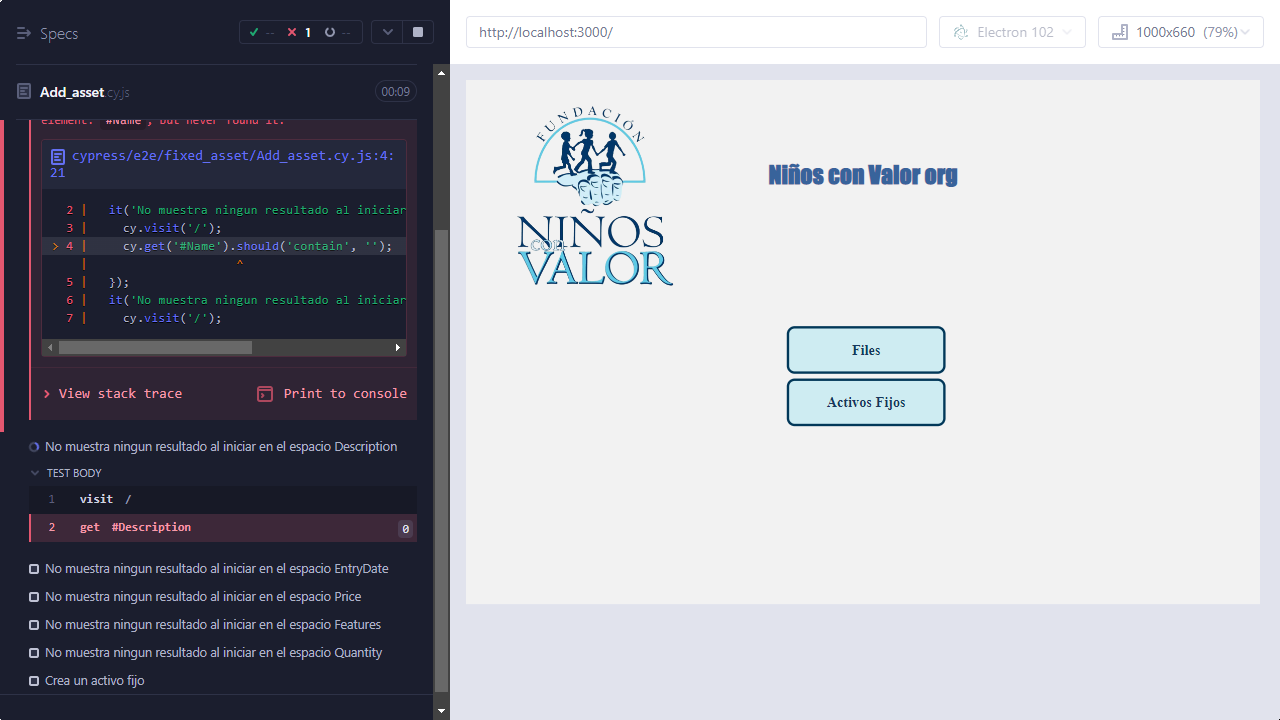 Specs
--
1
--
http://localhost:3000/
Electron 102
1000x660 (79%)
Add_asset.cy.js
00:09
element: #Name, but never found it.
cypress/e2e/fixed_asset/Add_asset.cy.js:4:
21
2 | it('No muestra ningun resultado al iniciar
3 | cy.visit('/');
> 4 | cy.get('#Name').should('contain', '');
| ^
5 | });
6 | it('No muestra ningun resultado al iniciar
7 | cy.visit('/');
View stack trace
Print to console
No muestra ningun resultado al iniciar en el espacio Description
TEST BODY
1 visit /
2 get #Description 0
No muestra ningun resultado al iniciar en el espacio EntryDate
No muestra ningun resultado al iniciar en el espacio Price
No muestra ningun resultado al iniciar en el espacio Features
No muestra ningun resultado al iniciar en el espacio Quantity
Crea un activo fijo
FUNDACIÓN
NIÑOS
CON
VALOR
Niños con Valor org
Files
Activos Fijos